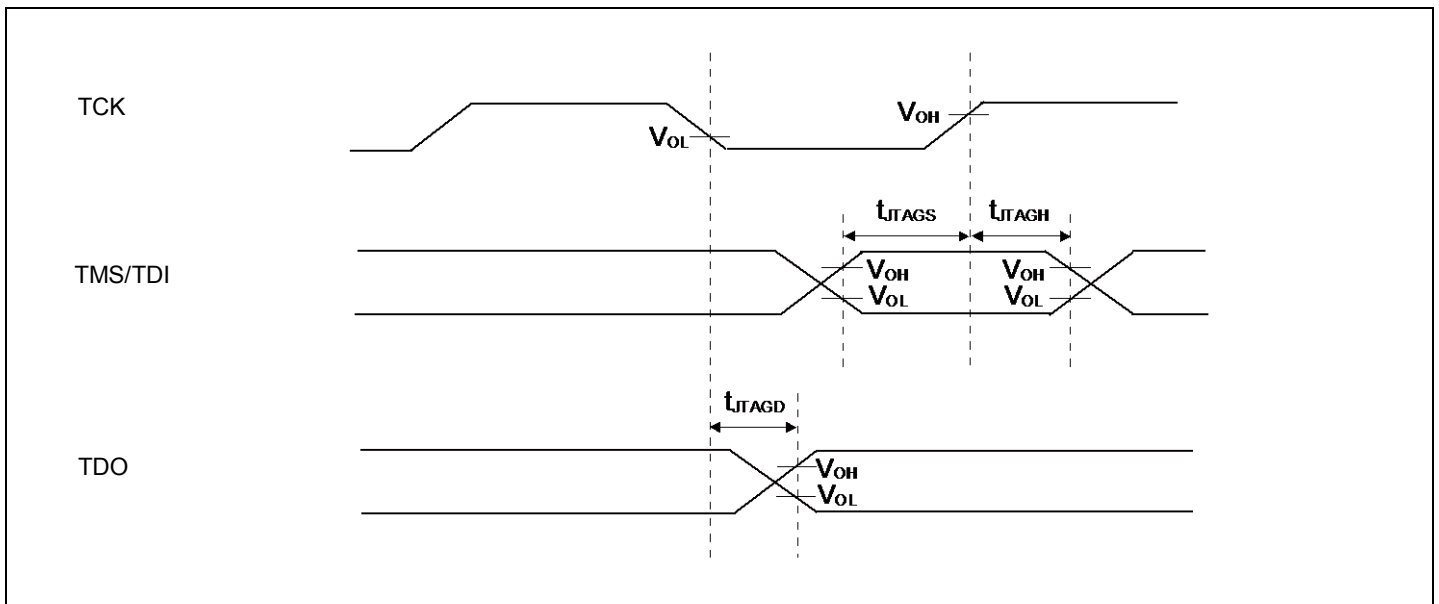 TCK
VOL
VOH
tJTAGS
tJTAGH
TMS/TDI
VOH
VOH
VOL
VOL
tJTAGD
TDO
VOH
VOL